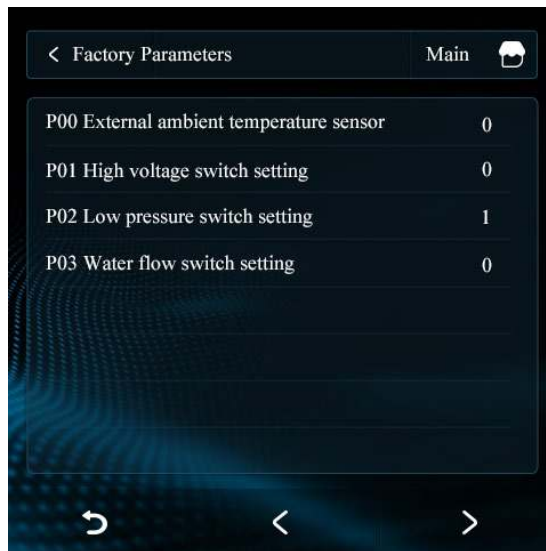 Factory Parameters Main
P00 External ambient temperature sensor 0
P01 High voltage switch setting 0
P02 Low pressure switch setting 1
P03 Water flow switch setting 0